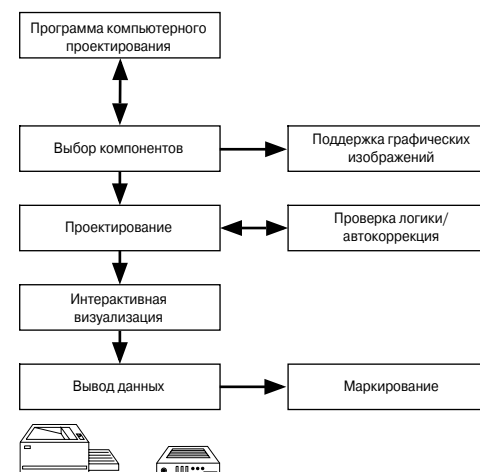 Программа компьютерного
проектирования
Выбор компонентов
Поддержка графических
изображений
Проектирование
Проверка логики/
автокоррекция
Интерактивная
визуализация
Вывод данных
Маркирование